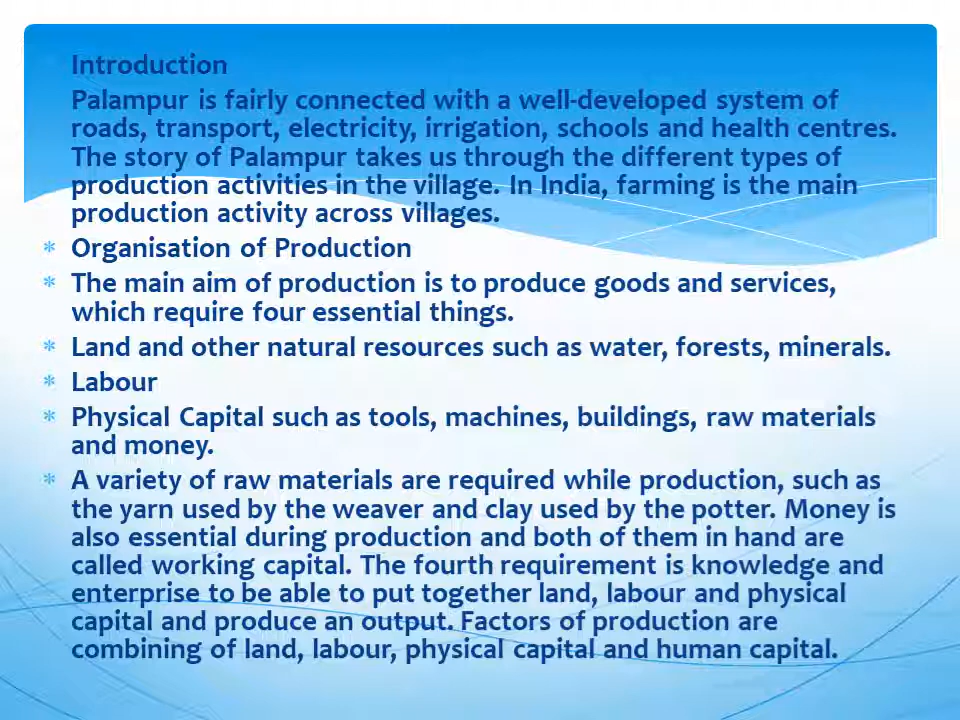 Introduction
Palampur is fairly connected with a well-developed system of
roads, transport, electricity, irrigation, schools and health centres.
The story of Palampur takes us through the different types of
production activities in the village. In India, farming is the main
production activity across villages.
* Organisation of Production
* The main aim of production is to produce goods and services,
which require four essential things.
* Land and other natural resources such as water, forests, minerals.
* Labour
* Physical Capital such as tools, machines, buildings, raw materials
and money.
* A variety of raw materials are required while production, such as
the yarn used by the weaver and clay used by the potter. Money is
also essential during production and both of them in hand are
called working capital. The fourth requirement is knowledge and
enterprise to be able to put together land, labour and physical
capital and produce an output. Factors of production are
combining of land, labour, physical capital and human capital.